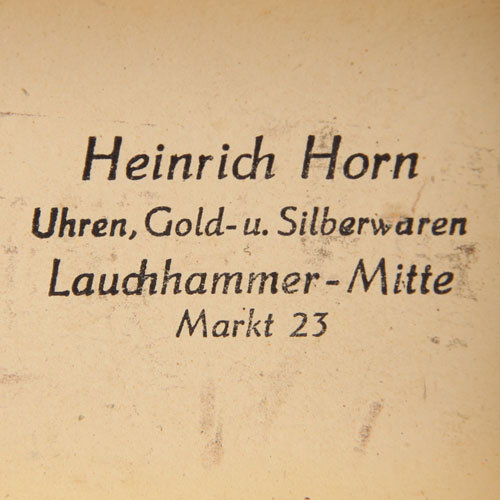 Heinrich Horn
Uhren, Gold- u. Silberwaren
Lauchhammer - Mitte
Markt 23